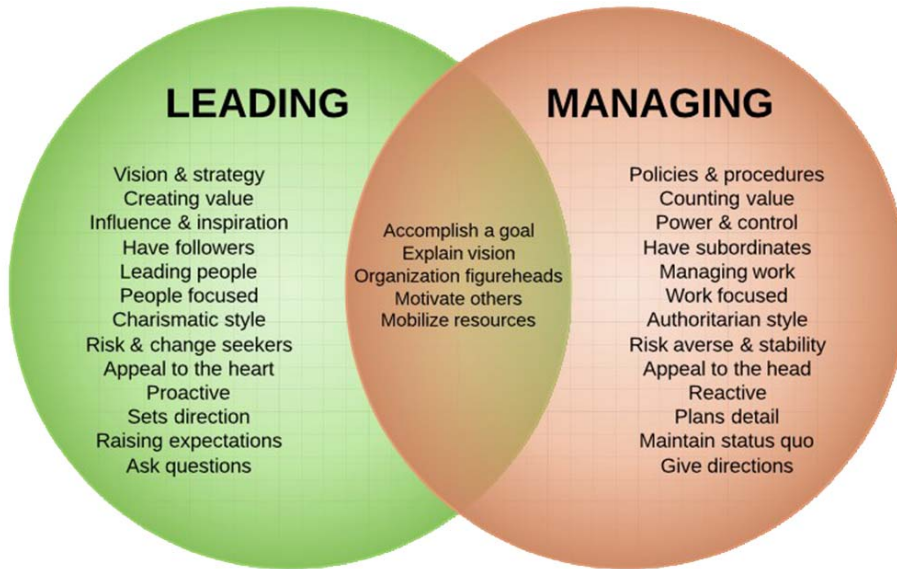 LEADING
Vision & strategy
Creating value
Influence & inspiration
Have followers
Leading people
People focused
Charismatic style
Risk & change seekers
Appeal to the heart
Proactive
Sets direction
Raising expectations
Ask questions
Accomplish a goal
Explain vision
Organization figureheads
Motivate others
Mobilize resources
MANAGING
Policies & procedures
Counting value
Power & control
Have subordinates
Managing work
Work focused
Authoritarian style
Risk averse & stability
Appeal to the head
Reactive
Plans detail
Maintain status quo
Give directions